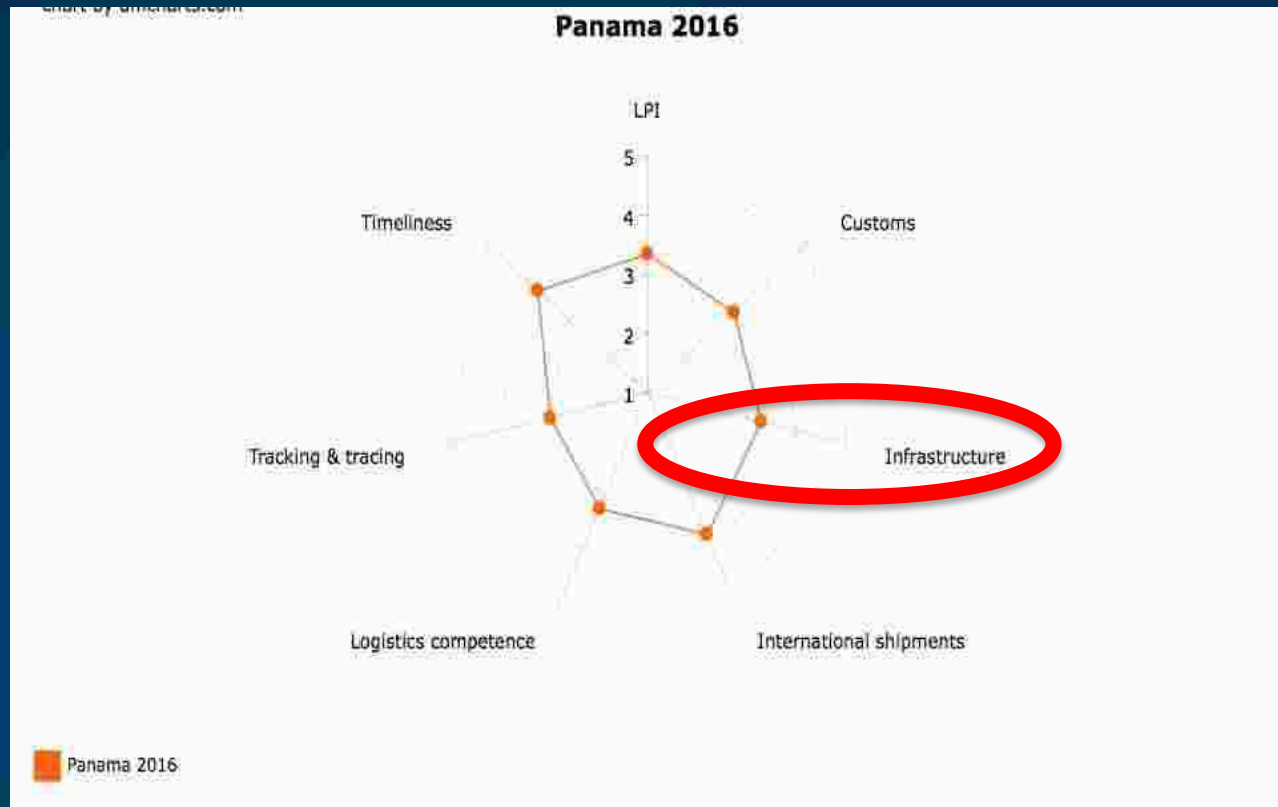 Panama 2016
LPI
5
4
3
2
1
Timeliness
Customs
Tracking & tracing
Infrastructure
Logistics competence
International shipments
Panama 2016